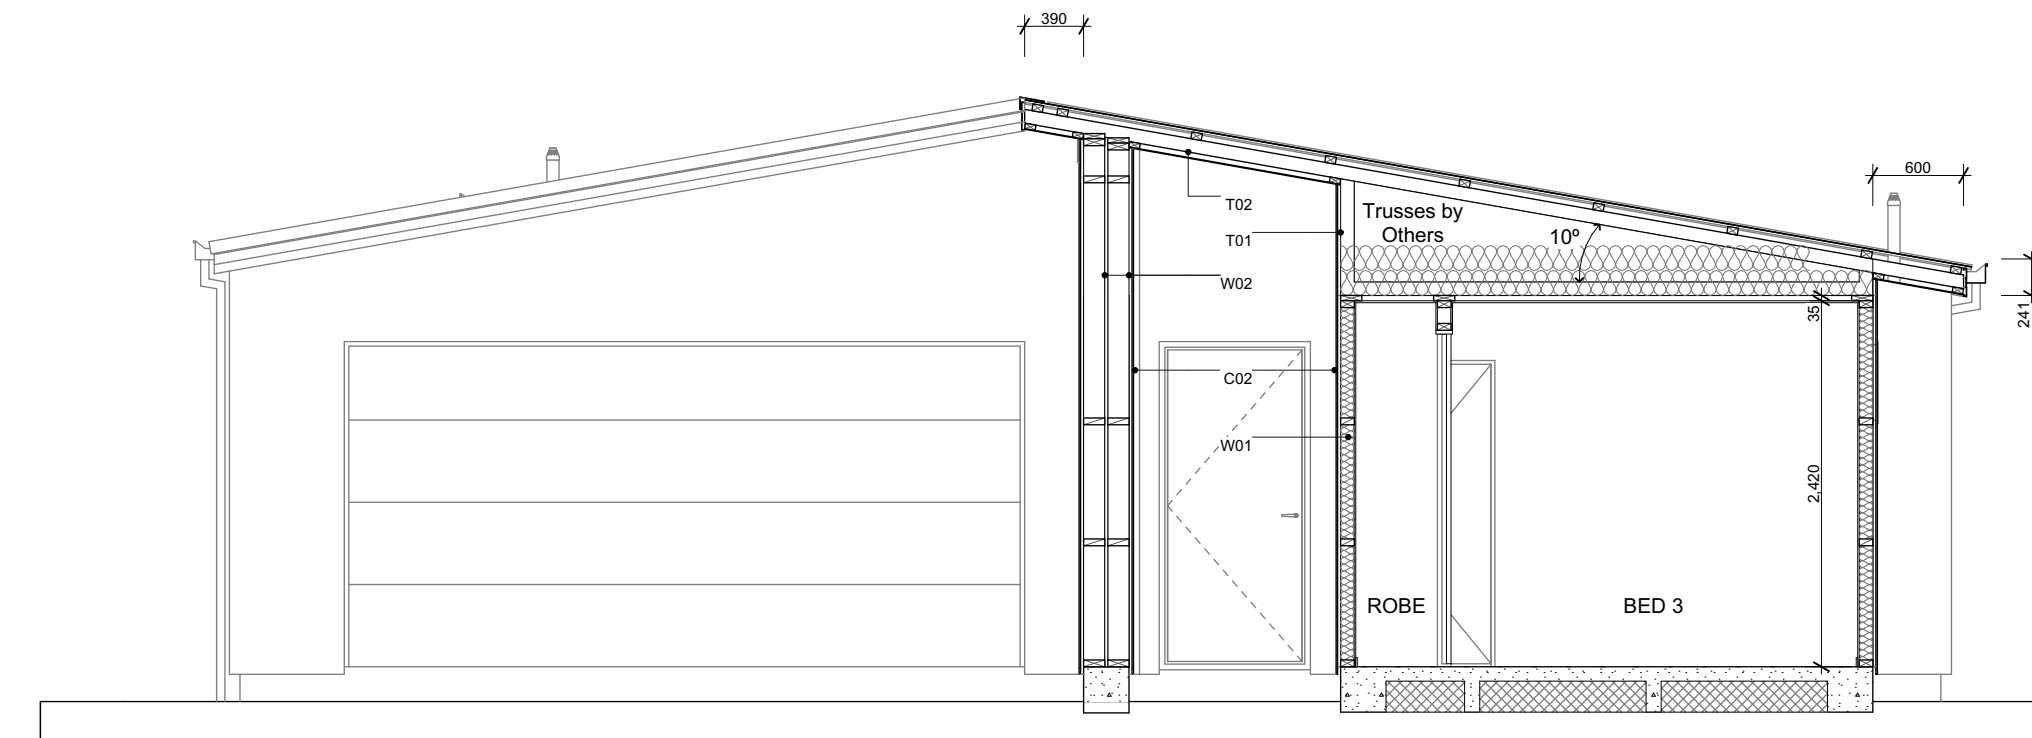 390
600
T02
Trusses by
Others
T01
10º
W02
35
241
C02
W01
2,420
ROBE
BED 3